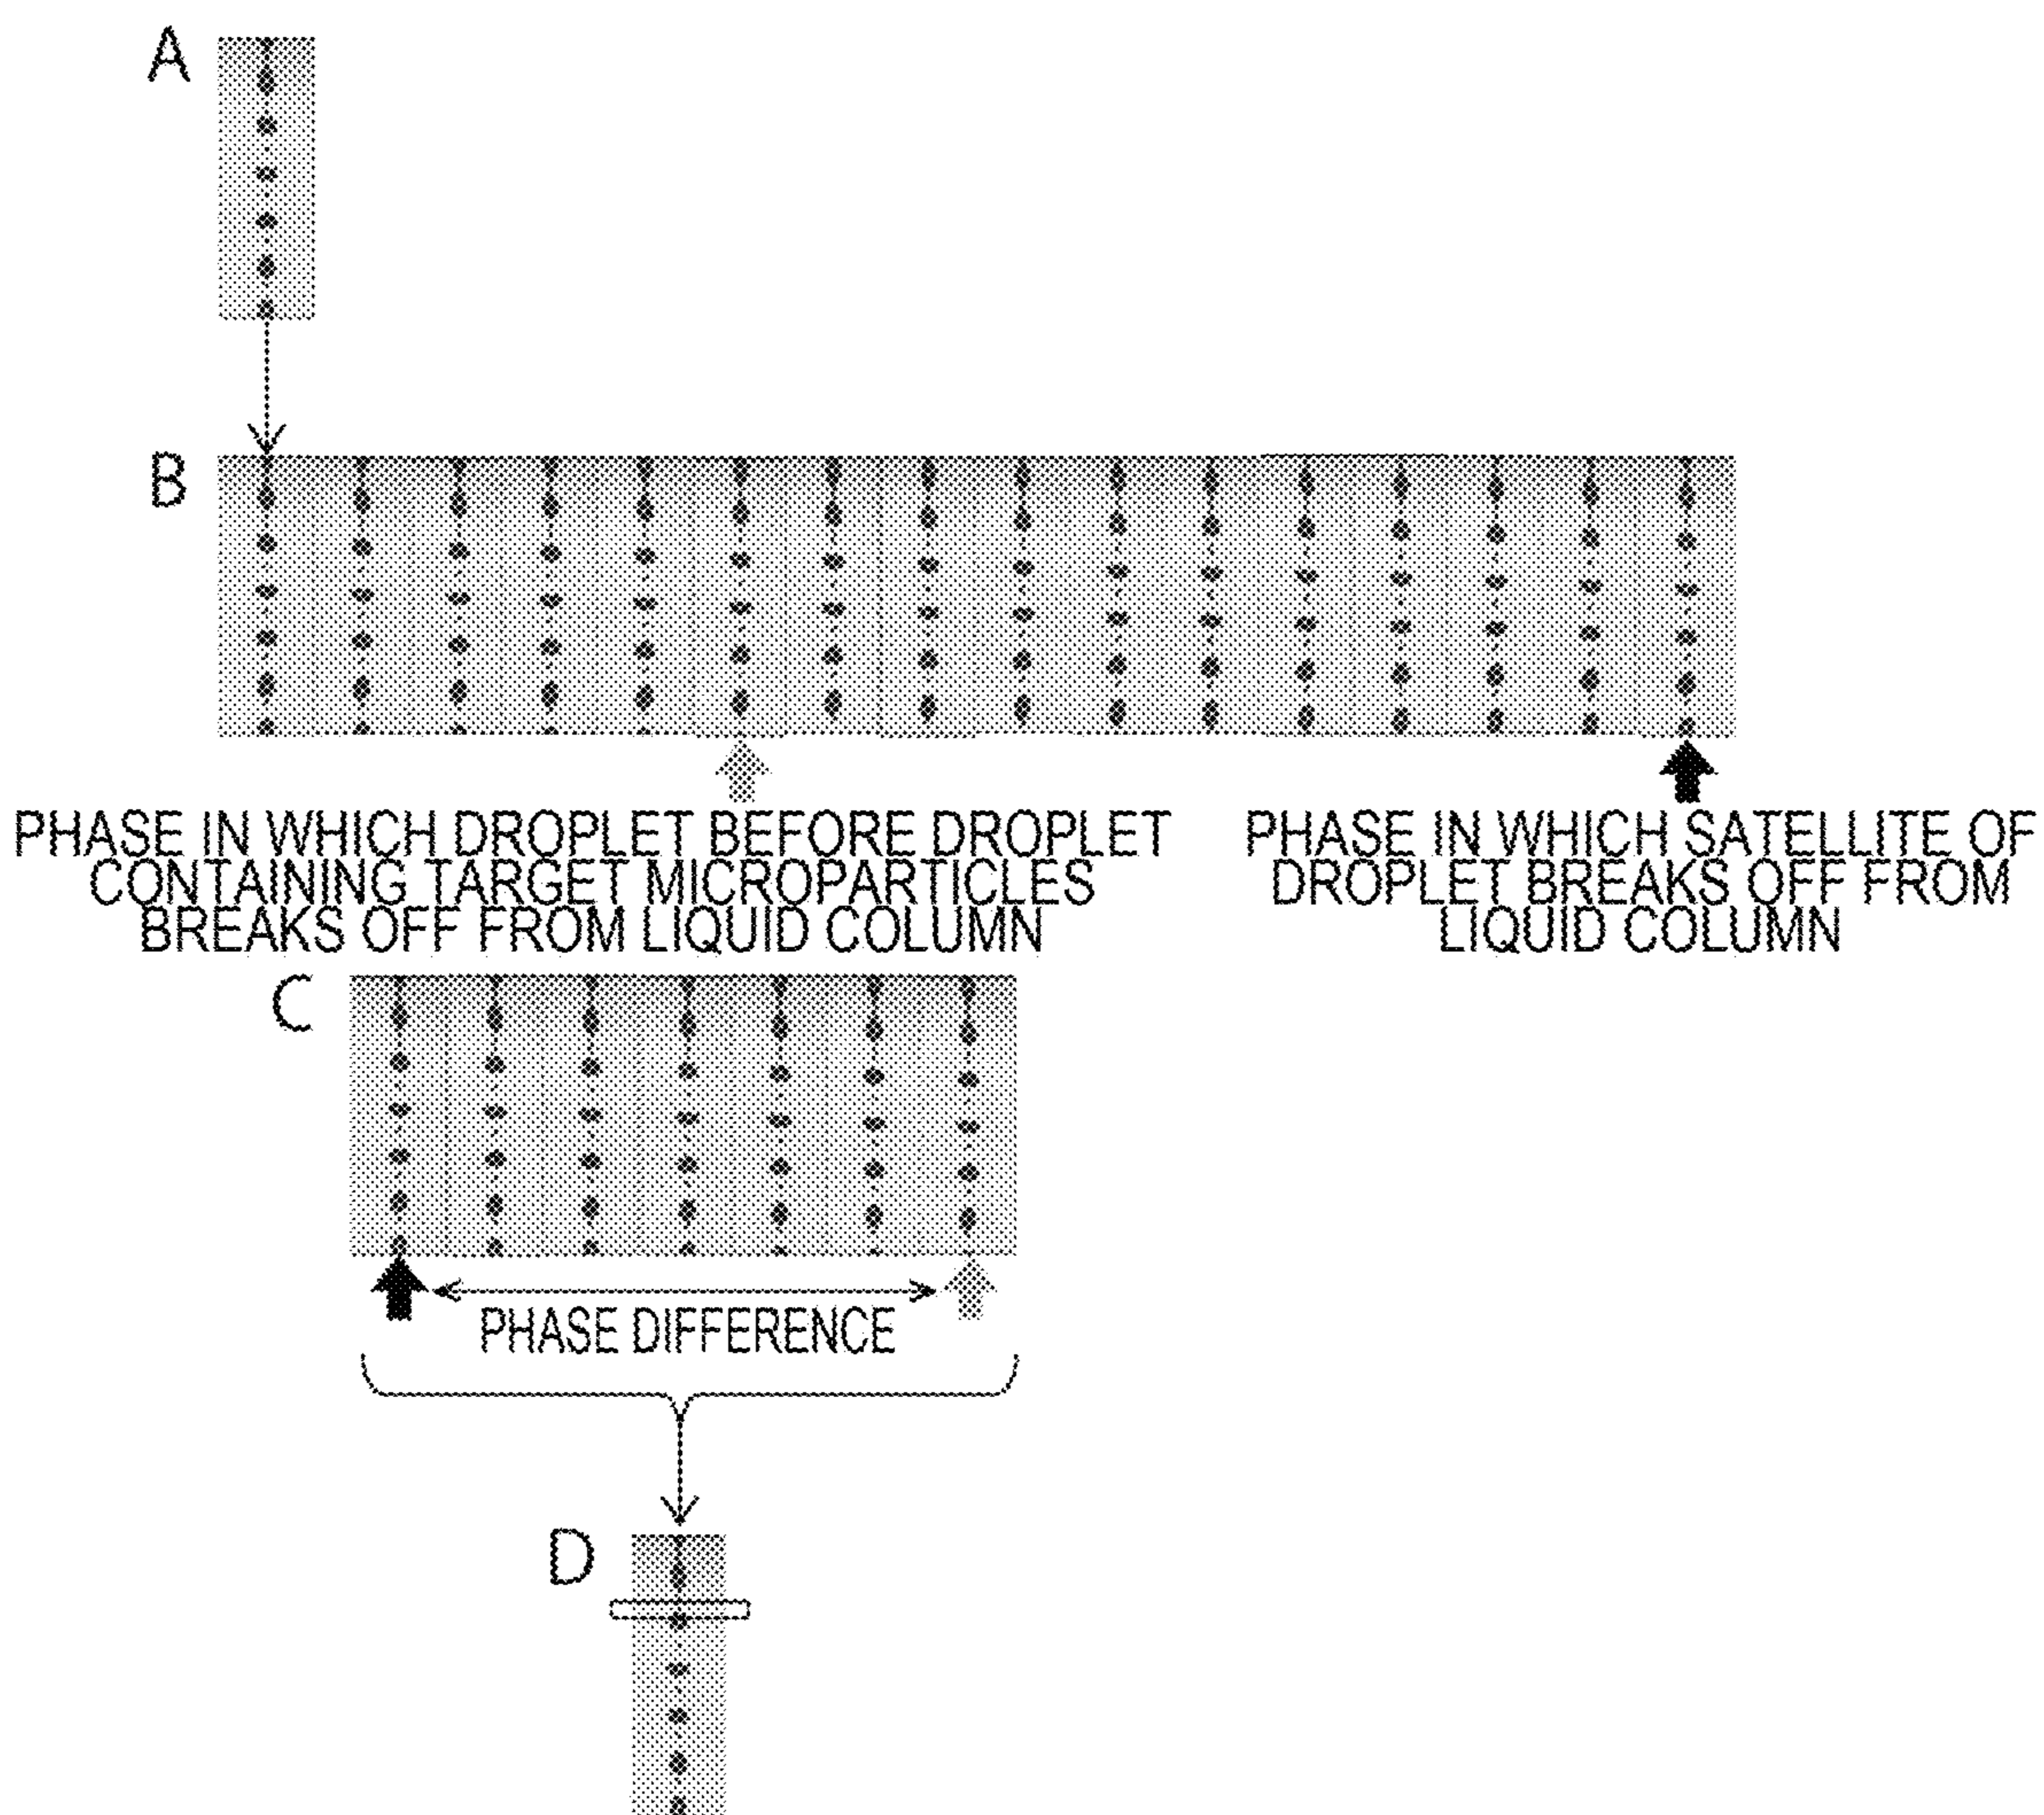 A
B
PHASE IN WHICH DROPLET BEFORE DROPLET
CONTAINING TARGET MICROPARTICLES
BREAKS OFF FROM LIQUID COLUMN
PHASE IN WHICH SATELLITE OF
DROPLET BREAKS OFF FROM
LIQUID COLUMN
C
PHASE DIFFERENCE
D